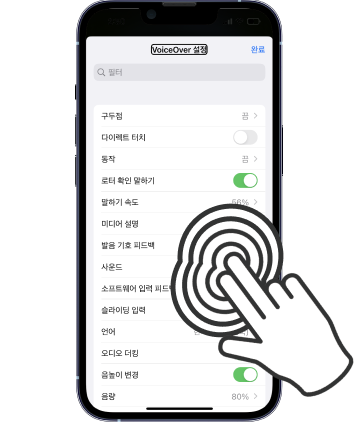 VoiceOver 설정
완료
필터
구두점 끔
다이렉트 터치
동작 끔
로터 확인 말하기
말하기 속도 56%
미디어 설명
발음 기호 피드백
사운드
소프트웨어 입력 피드백
슬라이딩 입력
언어
오디오 더킹
음높이 변경
음량 80%